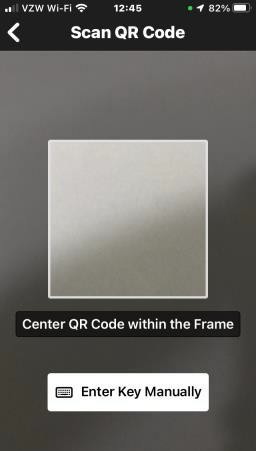 VZW Wi-Fi 12:45 82%
Scan QR Code
Center QR Code within the Frame
Enter Key Manually